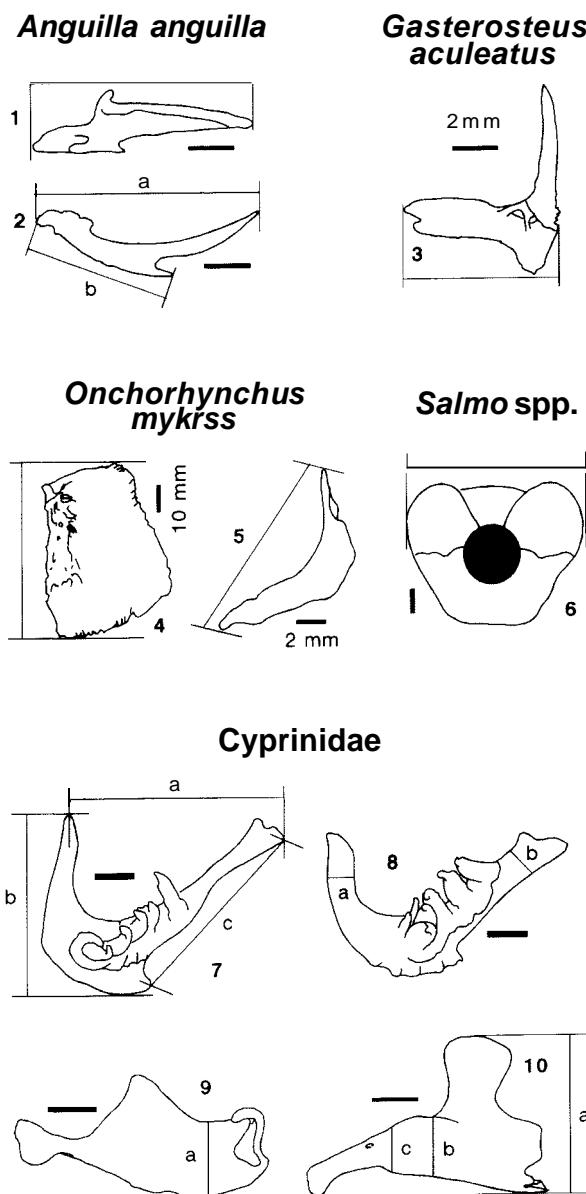 Anguilla anguilla
Gasterosteus
aculeatus
1
2 mm
a
2
3
b
Onchorhynchus
mykrss
Salmo spp.
10 mm
5
4
2 mm
6
Cyprinidae
a
b
8
b
a
c
7
9
10
a
a
c
b